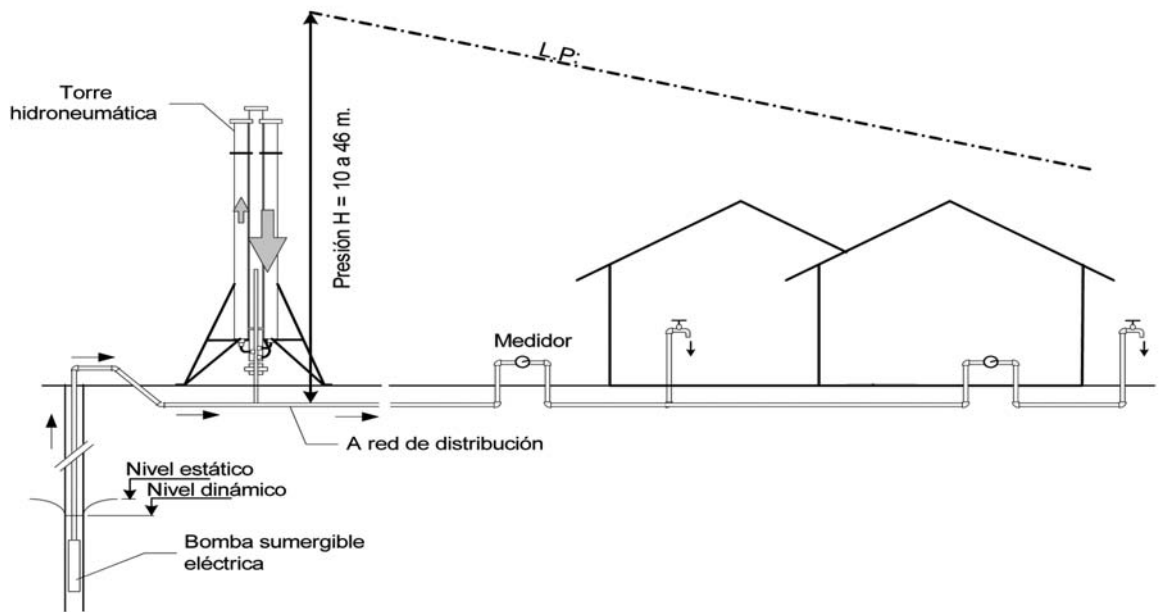 L.P.:
Torre
hidroneumática
Presión H = 10 a 46 m.
Medidor
A red de distribución
Nivel estático
Nivel dinámico
Bomba sumergible
eléctrica